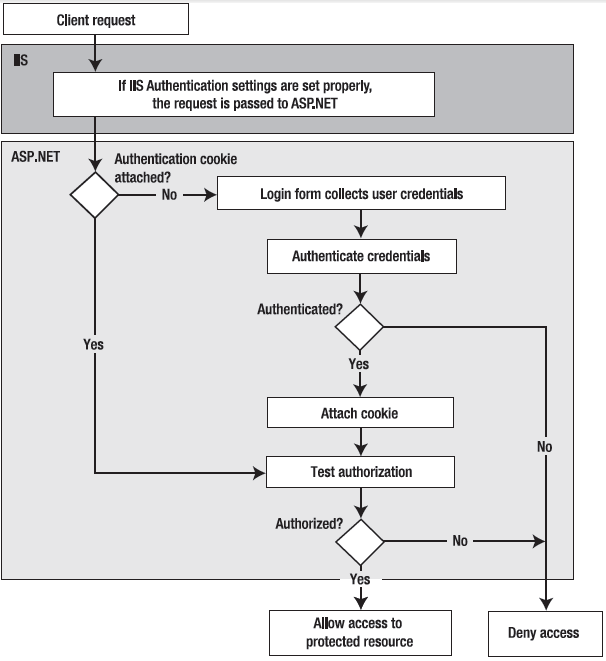 Client request
IIS
If IIS Authentication settings are set properly,
the request is passed to ASP.NET
ASP.NET
Authentication cookie
attached?
No
Login form collects user credentials
Authenticate credentials
Authenticated?
Yes
Yes
Attach cookie
No
Test authorization
Authorized?
No
Yes
Allow access to
protected resource
Deny access